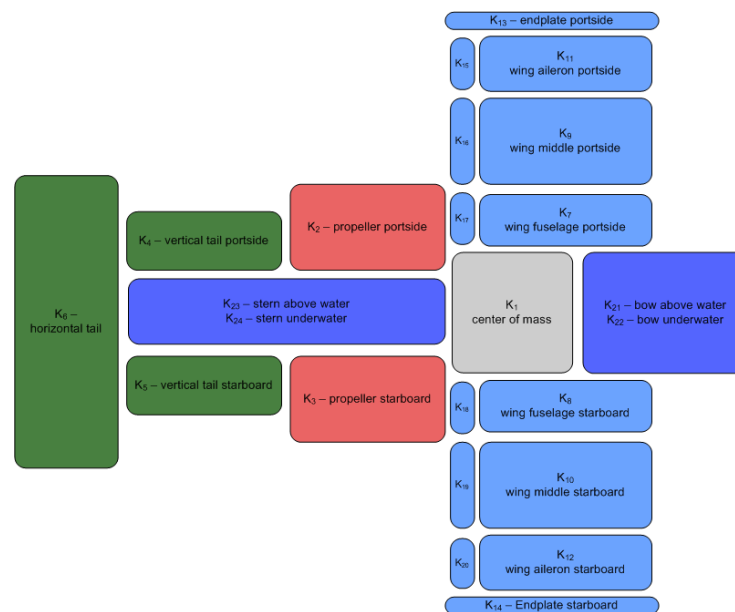 K₁₃ – endplate portside
K₁₅
K₁₁
wing aileron portside
K₁₆
K₉
wing middle portside
K₁₇
K₇
wing fuselage portside
K₂ – propeller portside
K₄ – vertical tail portside
K₆ –
horizontal tail
K₂₃ – stern above water
K₂₄ – stern underwater
K₁
center of mass
K₂₁ – bow above water
K₂₂ – bow underwater
K₅ – vertical tail starboard
K₃ – propeller starboard
K₁₈
K₈
wing fuselage starboard
K₁₉
K₁₀
wing middle starboard
K₂₀
K₁₂
wing aileron starboard
K₁₄ – Endplate starboard